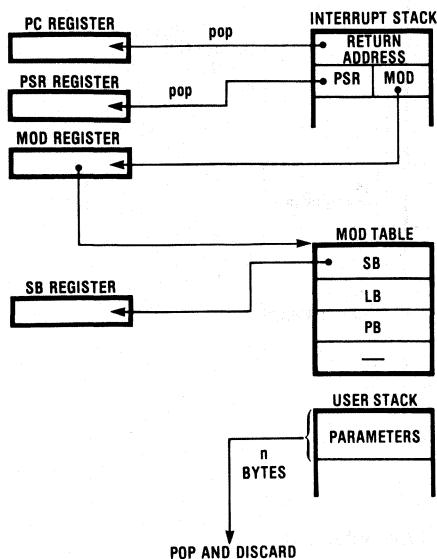 PC REGISTER
pop
INTERRUPT STACK
RETURN
ADDRESS
PSR REGISTER
pop
PSR
MOD
MOD REGISTER
MOD TABLE
SB
SB REGISTER
LB
PB
—
USER STACK
PARAMETERS
n
BYTES
POP AND DISCARD